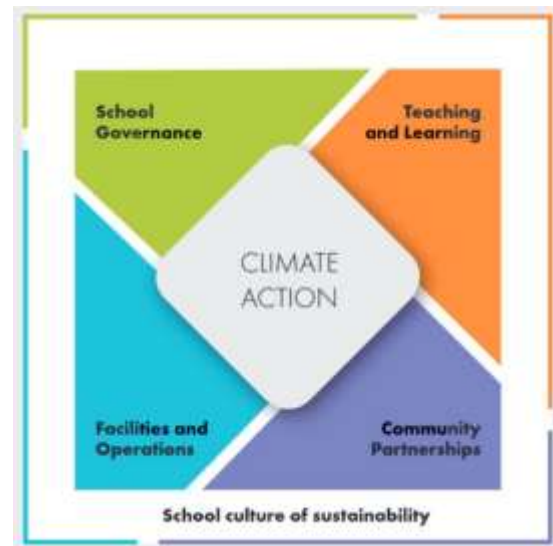 School
Governance
Teaching
and Learning
CLIMATE
ACTION
Facilities and
Operations
Community
Partnerships
School culture of sustainability